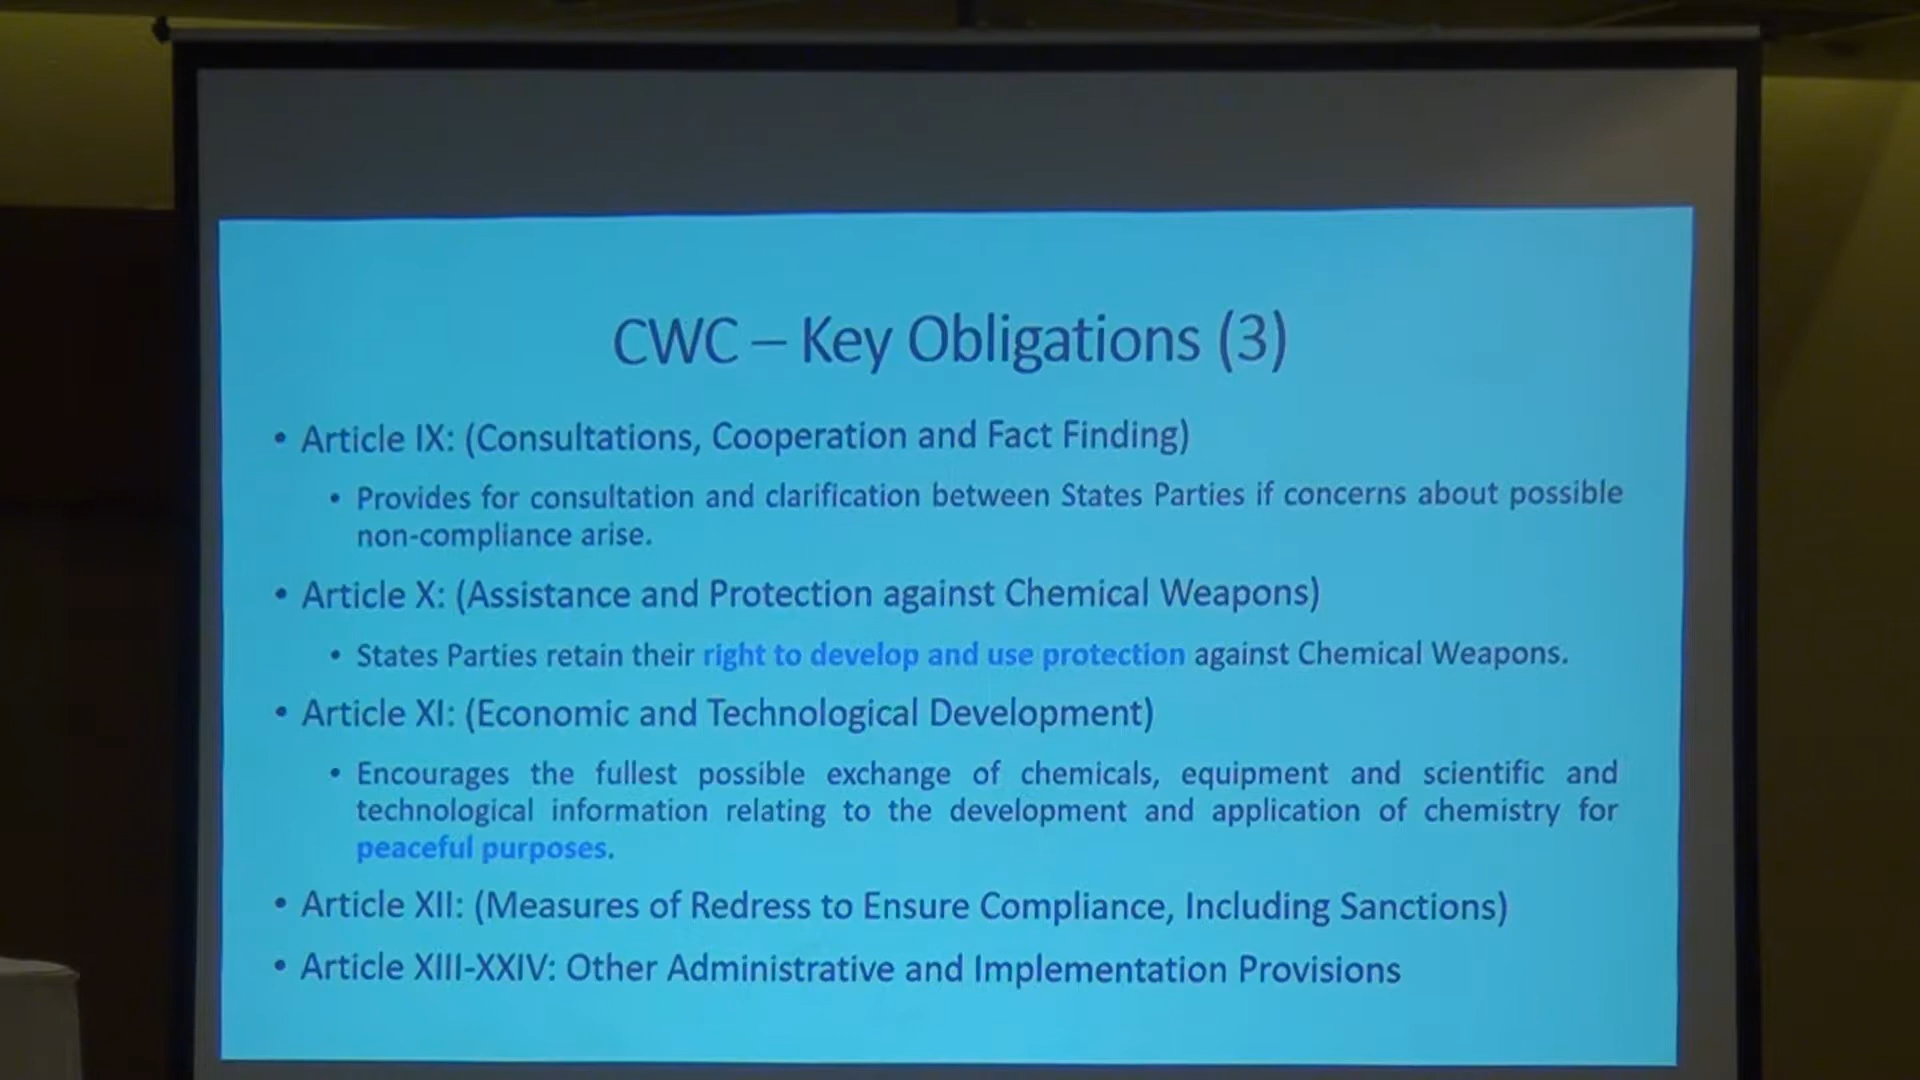 CWC – Key Obligations (3)
• Article IX: (Consultations, Cooperation and Fact Finding)
• Provides for consultation and clarification between States Parties if concerns about possible
non-compliance arise.
• Article X: (Assistance and Protection against Chemical Weapons)
• States Parties retain their right to develop and use protection against Chemical Weapons.
• Article XI: (Economic and Technological Development)
• Encourages the fullest possible exchange of chemicals, equipment and scientific and
technological information relating to the development and application of chemistry for
peaceful purposes.
• Article XII: (Measures of Redress to Ensure Compliance, Including Sanctions)
• Article XIII-XXIV: Other Administrative and Implementation Provisions